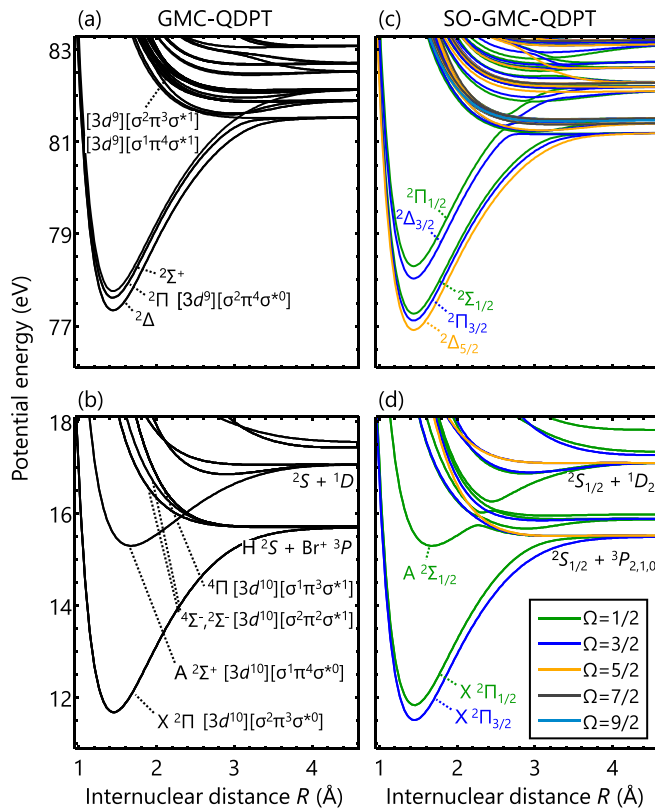 GMC-QDPT
SO-GMC-QDPT
Potential energy (eV)
(a)
83
81
79
77
[3d⁹][σ²π³σ*¹]
[3d⁹][σ¹π⁴σ*¹]
²Σ⁺
²Π [3d⁹][σ²π⁴σ*⁰]
²Δ
(c)
²Π₁/₂
²Δ₃/₂
²Σ₁/₂
²Π₃/₂
²Δ₅/₂
(b)
18
16
14
12
²S + ¹D
H ²S + Br⁺ ³P
⁴Π [3d¹⁰][σ¹π³σ*¹]
⁴Σ⁻,²Σ⁻ [3d¹⁰][σ²π²σ*¹]
A ²Σ⁺ [3d¹⁰][σ¹π⁴σ*⁰]
X ²Π [3d¹⁰][σ²π³σ*⁰]
1 2 3 4
Internuclear distance R (Å)
(d)
²S₁/₂ + ¹D₂
A ²Σ₁/₂
²S₁/₂ + ³P₂,₁,₀
X ²Π₁/₂
X ²Π₃/₂
Ω=1/2
Ω=3/2
Ω=5/2
Ω=7/2
Ω=9/2
1 2 3 4
Internuclear distance R (Å)